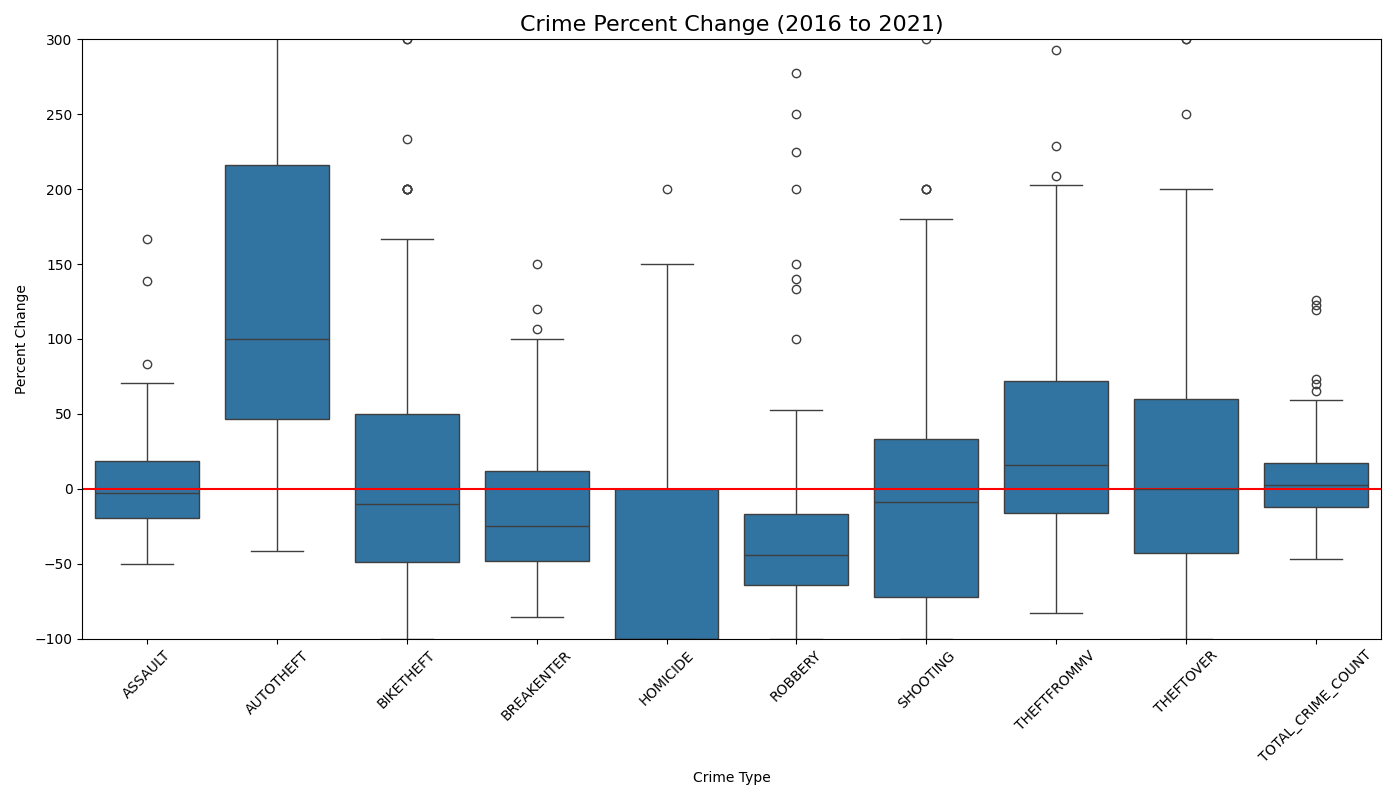 Crime Percent Change (2016 to 2021)
Percent Change
300
250
200
150
100
50
0
−50
−100
ASSAULT
AUTOTHEFT
BIKETHEFT
BREAKENTER
HOMICIDE
ROBBERY
SHOOTING
THEFTFROMMV
THEFTOVER
TOTAL_CRIME_COUNT
Crime Type